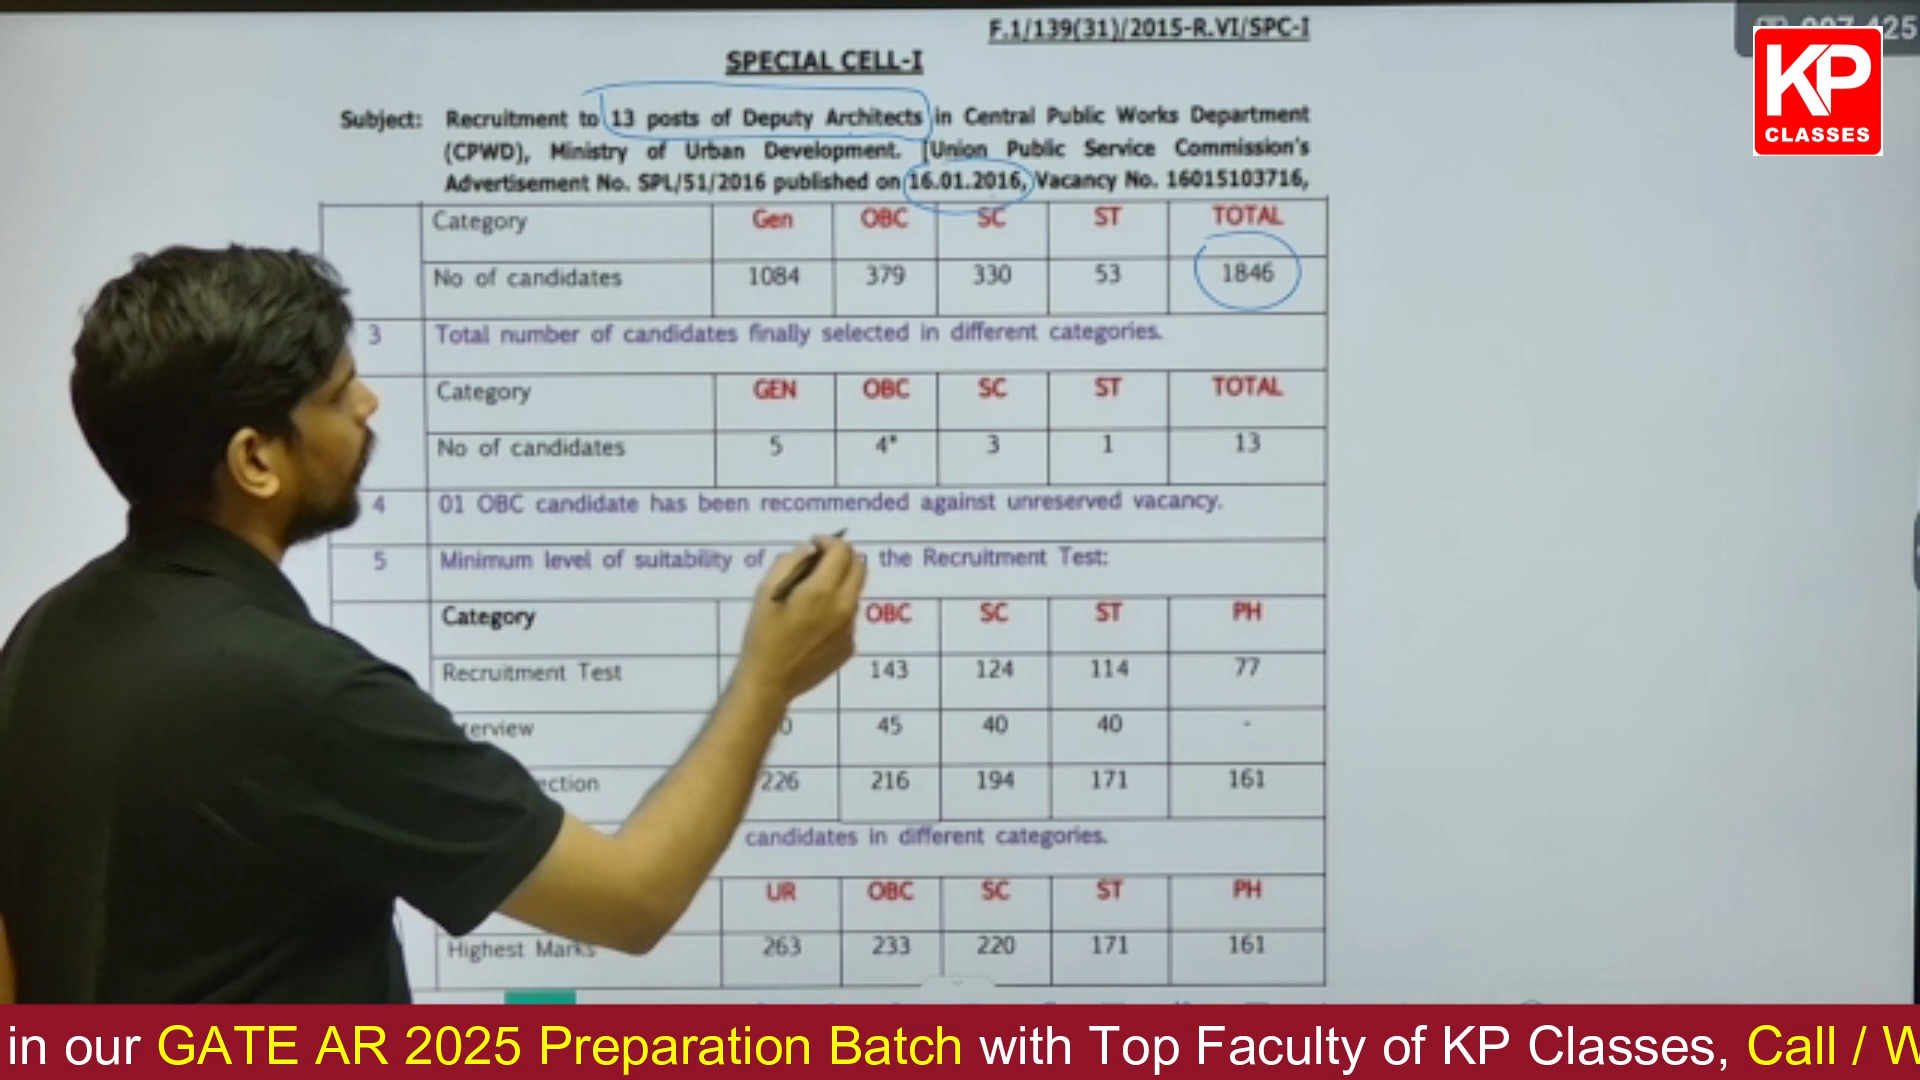 F.1/139(31)/2015-R.VI/SPC-I
SPECIAL CELL-I
Subject: Recruitment to 13 posts of Deputy Architects in Central Public Works Department
(CPWD), Ministry of Urban Development. [Union Public Service Commission's
Advertisement No. SPL/51/2016 published on 16.01.2016, Vacancy No. 16015103716,
KP
CLASSES
Category Gen OBC SC ST TOTAL
No of candidates 1084 379 330 53 1846
3 Total number of candidates finally selected in different categories.
Category GEN OBC SC ST TOTAL
No of candidates 5 4* 3 1 13
4 01 OBC candidate has been recommended against unreserved vacancy.
5 Minimum level of suitability of the Recruitment Test:
Category OBC SC ST PH
Recruitment Test 143 124 114 77
45 40 40 -
226 216 194 171 161
candidates in different categories.
UR OBC SC ST PH
Highest Marks 263 233 220 171 161
in our GATE AR 2025 Preparation Batch with Top Faculty of KP Classes, Call /